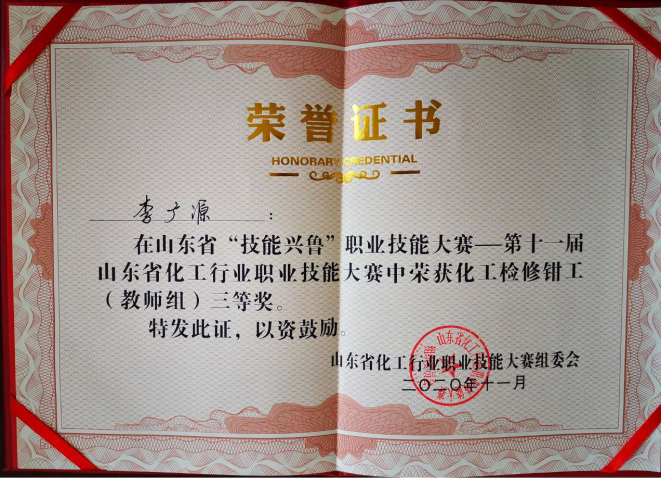 荣誉证书
HONORARY CREDENTIAL
李广源：
在山东省“技能兴鲁”职业技能大赛—第十一届
山东省化工行业职业技能大赛中荣获化工检修钳工
（教师组）三等奖。
特发此证，以资鼓励。
山东省化工行业职业技能大赛组委会
二〇二〇年十一月